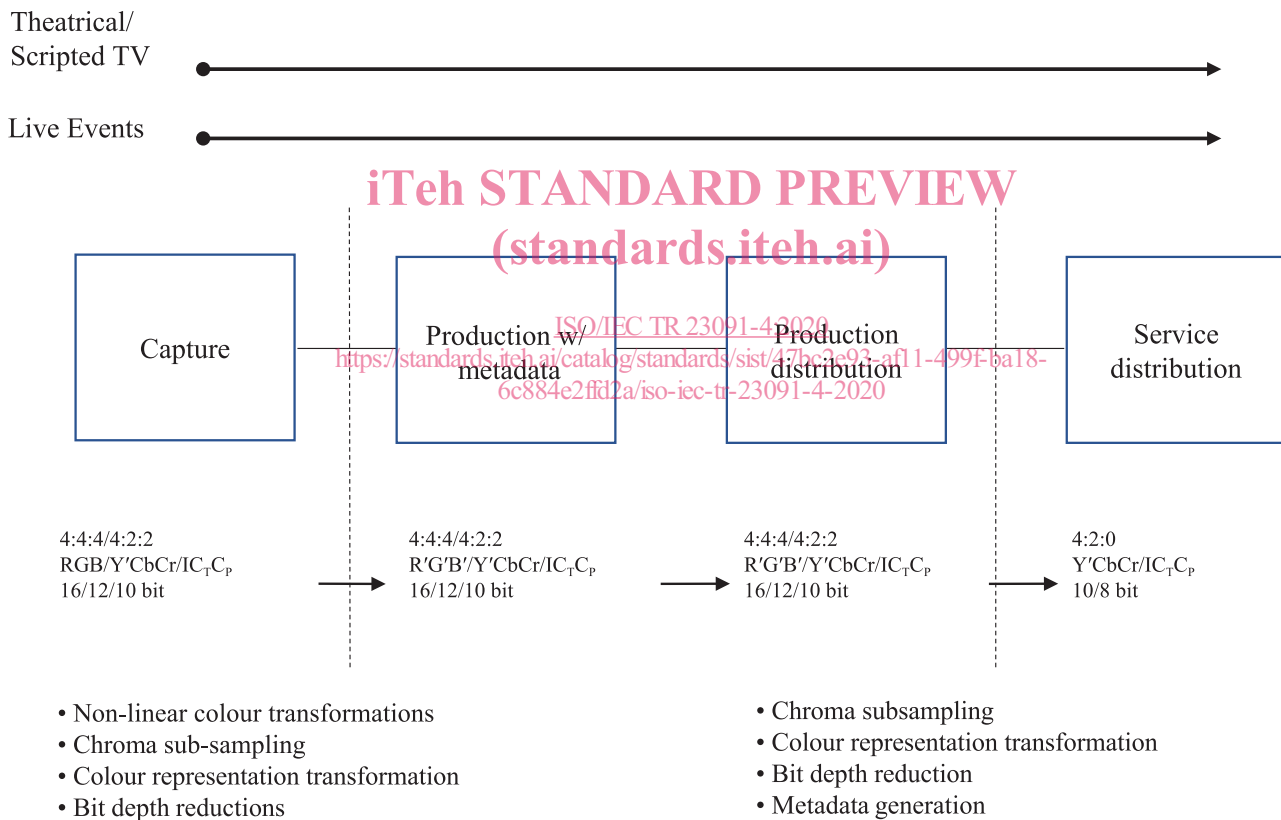 Theatrical/
Scripted TV
Live Events
iTeh STANDARD PREVIEW
(standards.iteh.ai)
Capture
Production w/
metadata
Production
distribution
Service
distribution
ISO/IEC TR 23091-4:2020
https://standards.iteh.ai/catalog/standards/sist/47bc2e93-af11-499f-ba18-
6c884e2ffd2a/iso-iec-tr-23091-4-2020
4:4:4/4:2:2
RGB/Y′CbCr/ICTCP
16/12/10 bit
4:4:4/4:2:2
R′G′B′/Y′CbCr/ICTCP
16/12/10 bit
4:4:4/4:2:2
R′G′B′/Y′CbCr/ICTCP
16/12/10 bit
4:2:0
Y′CbCr/ICTCP
10/8 bit
• Non-linear colour transformations
• Chroma sub-sampling
• Colour representation transformation
• Bit depth reductions
• Chroma subsampling
• Colour representation transformation
• Bit depth reduction
• Metadata generation